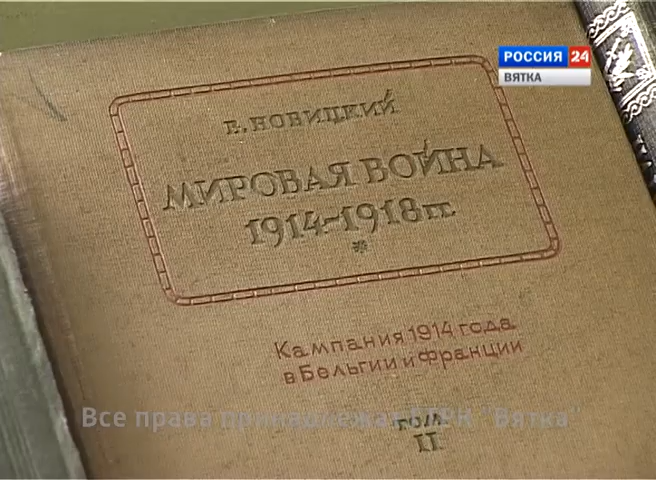 РОССИЯ 24
ВЯТКА
Е. НОВИЦКИЙ
МИРОВАЯ ВОЙНА
1914-1918 гг.
*
Кампания 1914 года
в Бельгии и Франции
Все права принадлежат ГТРК "Вятка"
ТОМ
II